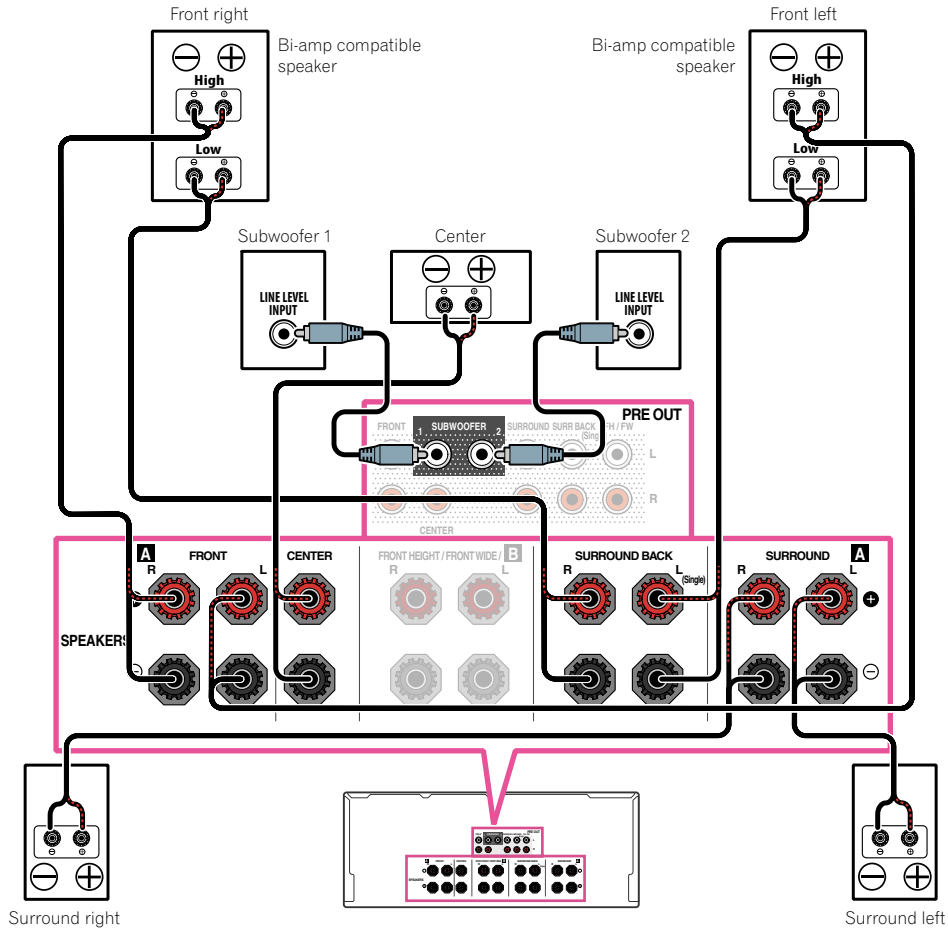 Front right
Front left
Bi-amp compatible
speaker
Bi-amp compatible
speaker
High
High
Low
Low
Subwoofer 1
Center
Subwoofer 2
LINE LEVEL
INPUT
LINE LEVEL
INPUT
PRE OUT
FRONT
1 SUBWOOFER 2
SURROUND
SURR BACK
FH / FW
(Sing
L
R
CENTER
A
FRONT
CENTER
FRONT HEIGHT / FRONT WIDE / B
SURROUND BACK
SURROUND
A
R L
R L
R L
(Single)
R L
SPEAKERS
Surround right
Surround left